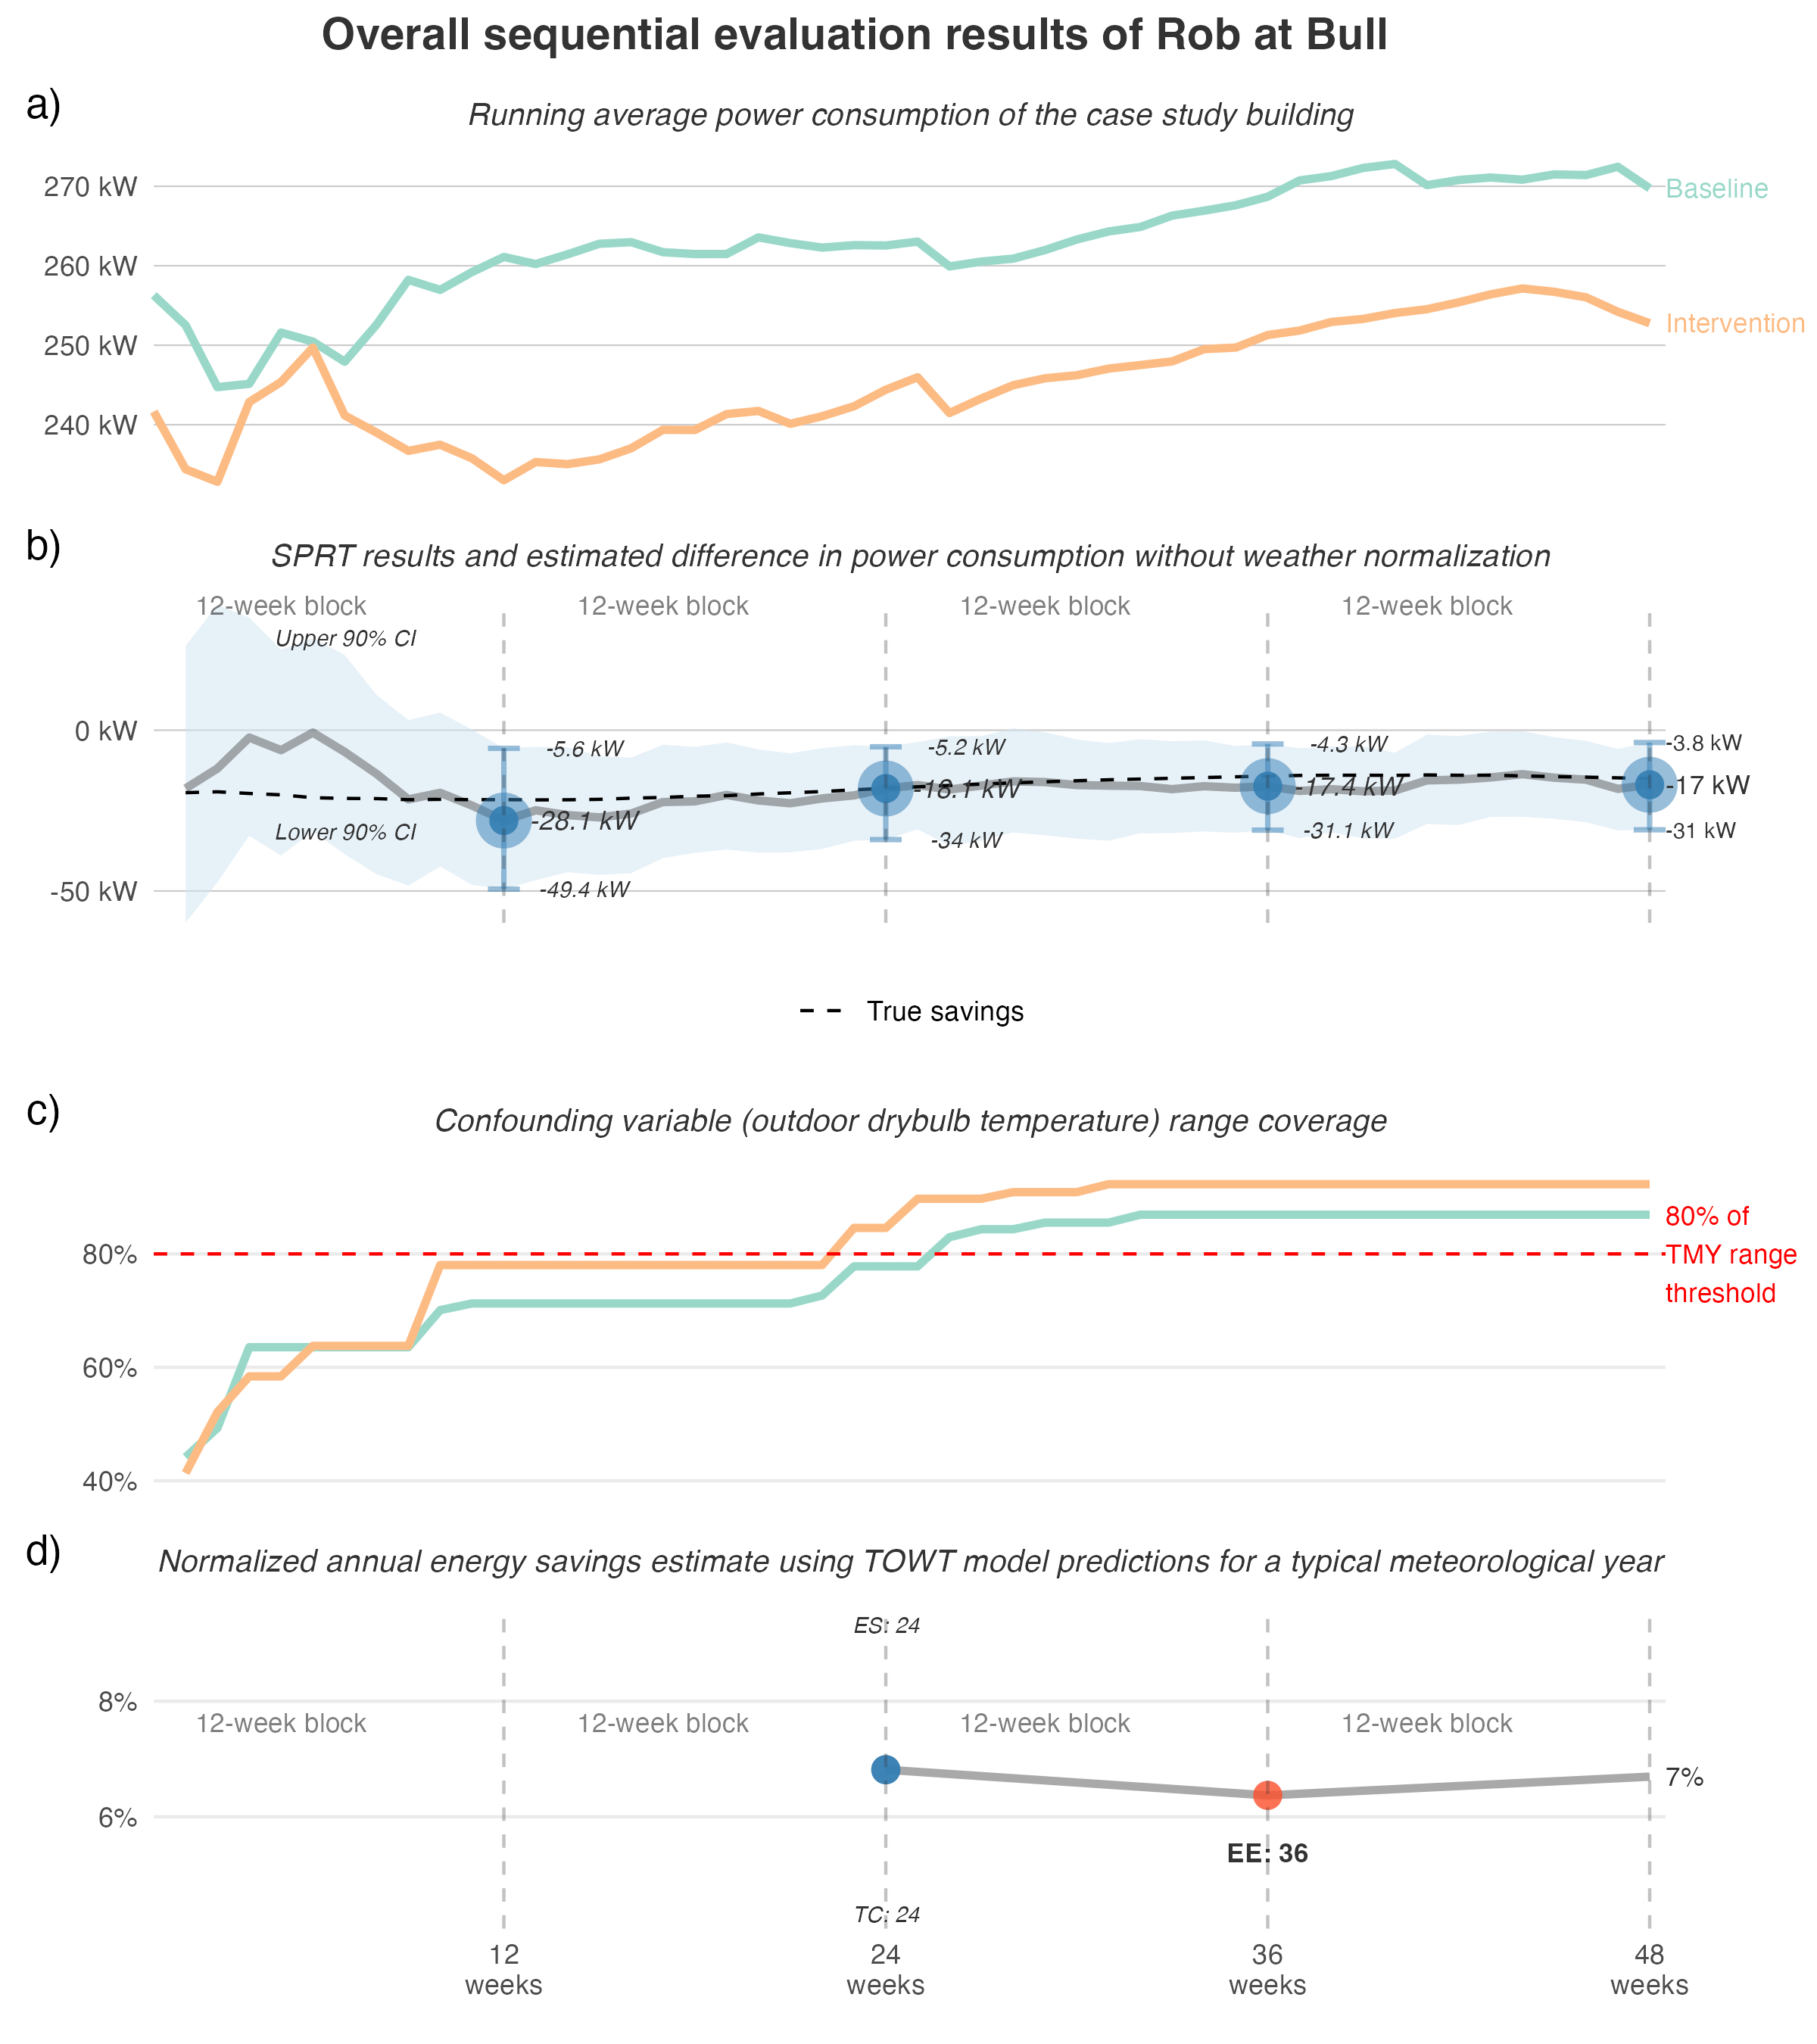 Overall sequential evaluation results of Rob at Bull
a)
Running average power consumption of the case study building
270 kW
260 kW
250 kW
240 kW
Baseline
Intervention
b)
SPRT results and estimated difference in power consumption without weather normalization
12-week block 12-week block 12-week block 12-week block
Upper 90% CI
Lower 90% CI
0 kW
-50 kW
-5.6 kW
-28.1 kW
-49.4 kW
-5.2 kW
-18.1 kW
-34 kW
-4.3 kW
-17.4 kW
-31.1 kW
-3.8 kW
-17 kW
-31 kW
True savings
c)
Confounding variable (outdoor drybulb temperature) range coverage
80%
60%
40%
80% of
TMY range
threshold
d)
Normalized annual energy savings estimate using TOWT model predictions for a typical meteorological year
ES: 24
8%
12-week block 12-week block 12-week block 12-week block
7%
6%
EE: 36
TC: 24
12
weeks
24
weeks
36
weeks
48
weeks